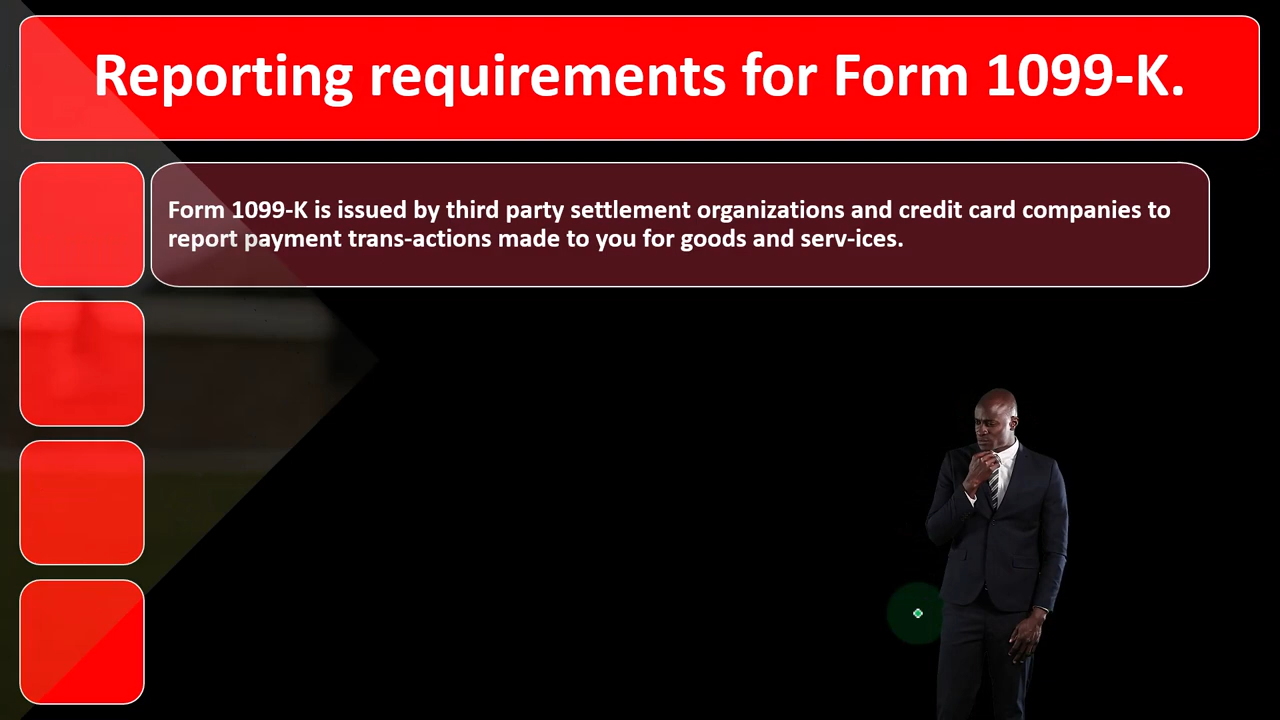 Reporting requirements for Form 1099-K.
Form 1099-K is issued by third party settlement organizations and credit card companies to
report payment trans-actions made to you for goods and serv-ices.